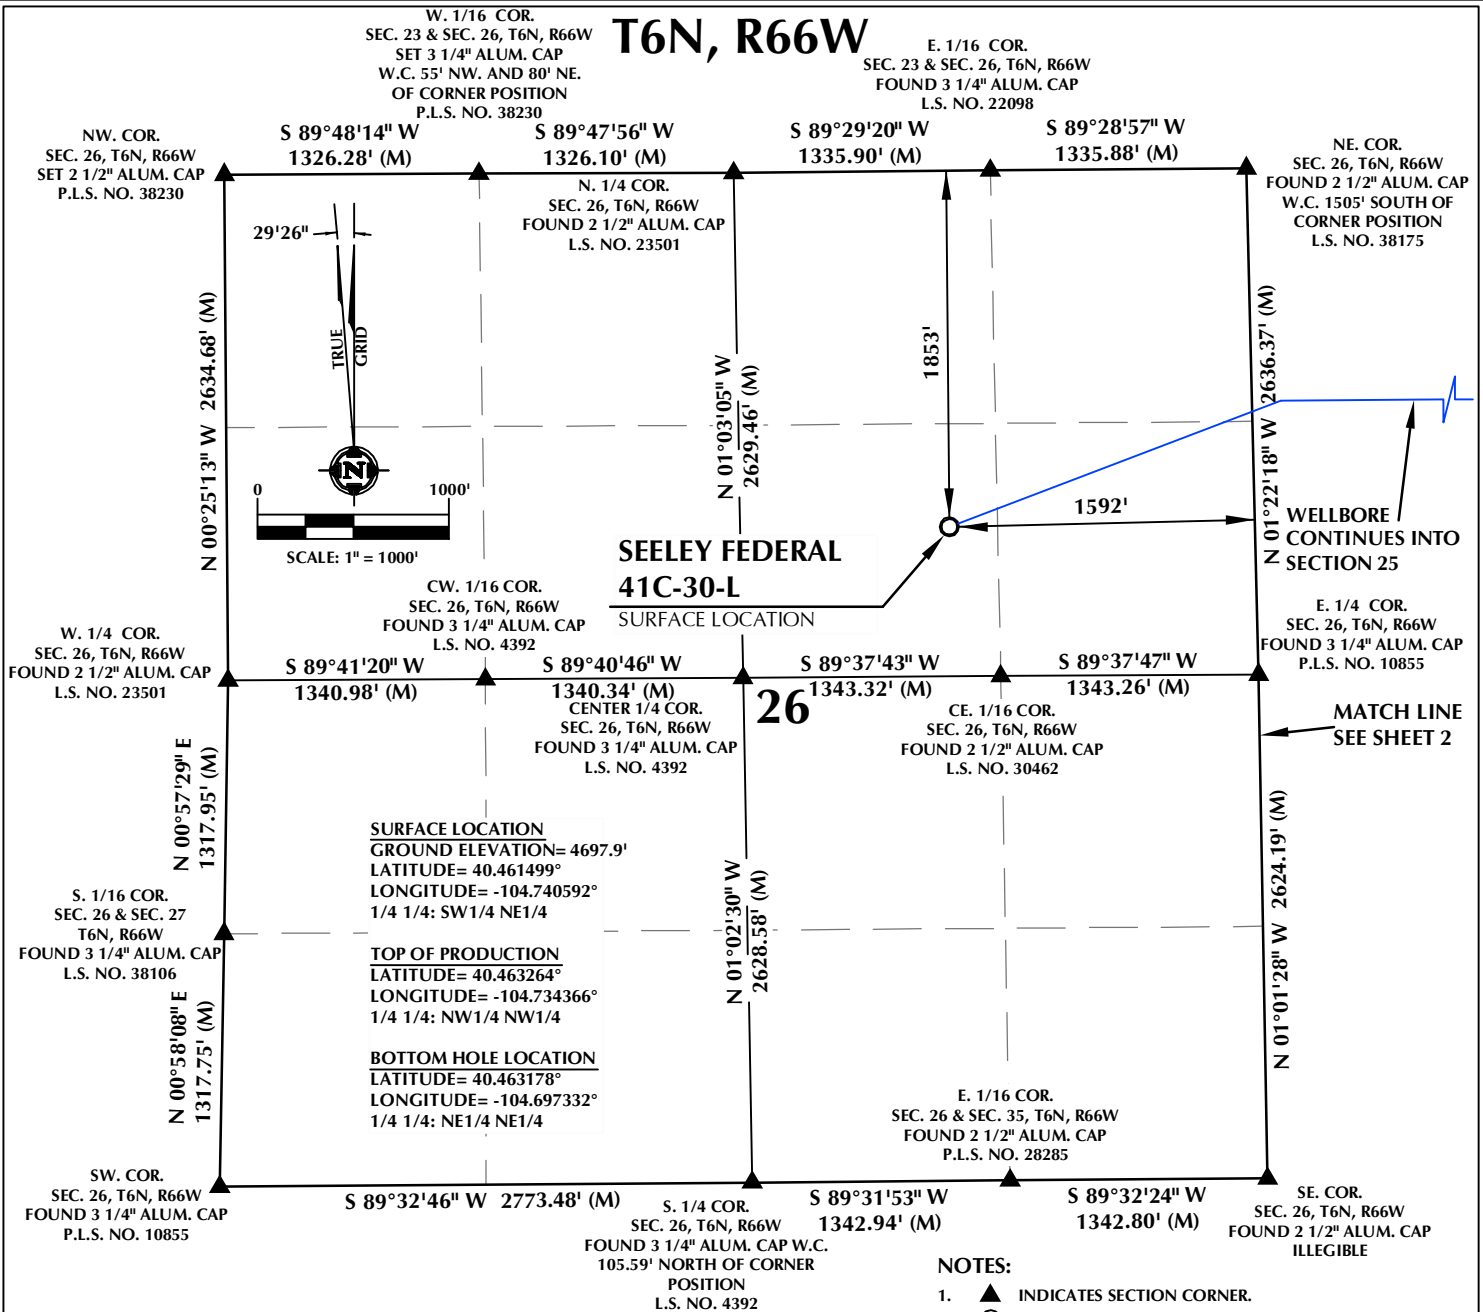 T6N, R66W
W. 1/16 COR.
SEC. 23 & SEC. 26, T6N, R66W
SET 3 1/4" ALUM. CAP
W.C. 55' NW. AND 80' NE.
OF CORNER POSITION
P.L.S. NO. 38230
E. 1/16 COR.
SEC. 23 & SEC. 26, T6N, R66W
FOUND 3 1/4" ALUM. CAP
L.S. NO. 22098
NW. COR.
SEC. 26, T6N, R66W
SET 2 1/2" ALUM. CAP
P.L.S. NO. 38230
S 89°48'14" W
1326.28' (M)
S 89°47'56" W
1326.10' (M)
S 89°29'20" W
1335.90' (M)
S 89°28'57" W
1335.88' (M)
NE. COR.
SEC. 26, T6N, R66W
FOUND 2 1/2" ALUM. CAP
W.C. 1505' SOUTH OF
CORNER POSITION
L.S. NO. 38175
N. 1/4 COR.
SEC. 26, T6N, R66W
FOUND 2 1/2" ALUM. CAP
L.S. NO. 23501
29'26"
TRUE
GRID
N
0 1000'
SCALE: 1" = 1000'
N 00°25'13" W 2634.68' (M)
N 01°03'05" W
2629.46' (M)
1853'
1592'
N 01°22'18" W 2636.37' (M)
WELLBORE
CONTINUES INTO
SECTION 25
SEELEY FEDERAL
41C-30-L
SURFACE LOCATION
CW. 1/16 COR.
SEC. 26, T6N, R66W
FOUND 3 1/4" ALUM. CAP
L.S. NO. 4392
W. 1/4 COR.
SEC. 26, T6N, R66W
FOUND 2 1/2" ALUM. CAP
L.S. NO. 23501
E. 1/4 COR.
SEC. 26, T6N, R66W
FOUND 3 1/4" ALUM. CAP
P.L.S. NO. 10855
S 89°41'20" W
1340.98' (M)
S 89°40'46" W
1340.34' (M)
S 89°37'43" W
1343.32' (M)
S 89°37'47" W
1343.26' (M)
26
CENTER 1/4 COR.
SEC. 26, T6N, R66W
FOUND 3 1/4" ALUM. CAP
L.S. NO. 4392
CE. 1/16 COR.
SEC. 26, T6N, R66W
FOUND 2 1/2" ALUM. CAP
L.S. NO. 30462
MATCH LINE
SEE SHEET 2
N 00°57'29" E
1317.95' (M)
SURFACE LOCATION
GROUND ELEVATION= 4697.9'
LATITUDE= 40.461499°
LONGITUDE= -104.740592°
1/4 1/4: SW1/4 NE1/4
TOP OF PRODUCTION
LATITUDE= 40.463264°
LONGITUDE= -104.734366°
1/4 1/4: NW1/4 NW1/4
BOTTOM HOLE LOCATION
LATITUDE= 40.463178°
LONGITUDE= -104.697332°
1/4 1/4: NE1/4 NE1/4
N 01°02'30" W
2628.58' (M)
N 01°01'28" W 2624.19' (M)
S. 1/16 COR.
SEC. 26 & SEC. 27
T6N, R66W
FOUND 3 1/4" ALUM. CAP
L.S. NO. 38106
N 00°58'08" E
1317.75' (M)
E. 1/16 COR.
SEC. 26 & SEC. 35, T6N, R66W
FOUND 2 1/2" ALUM. CAP
P.L.S. NO. 28285
SW. COR.
SEC. 26, T6N, R66W
FOUND 3 1/4" ALUM. CAP
P.L.S. NO. 10855
S 89°32'46" W 2773.48' (M)
S. 1/4 COR.
SEC. 26, T6N, R66W
FOUND 3 1/4" ALUM. CAP W.C.
105.59' NORTH OF CORNER
POSITION
L.S. NO. 4392
S 89°31'53" W
1342.94' (M)
S 89°32'24" W
1342.80' (M)
SE. COR.
SEC. 26, T6N, R66W
FOUND 2 1/2" ALUM. CAP
ILLEGIBLE
NOTES:
1. INDICATES SECTION CORNER.